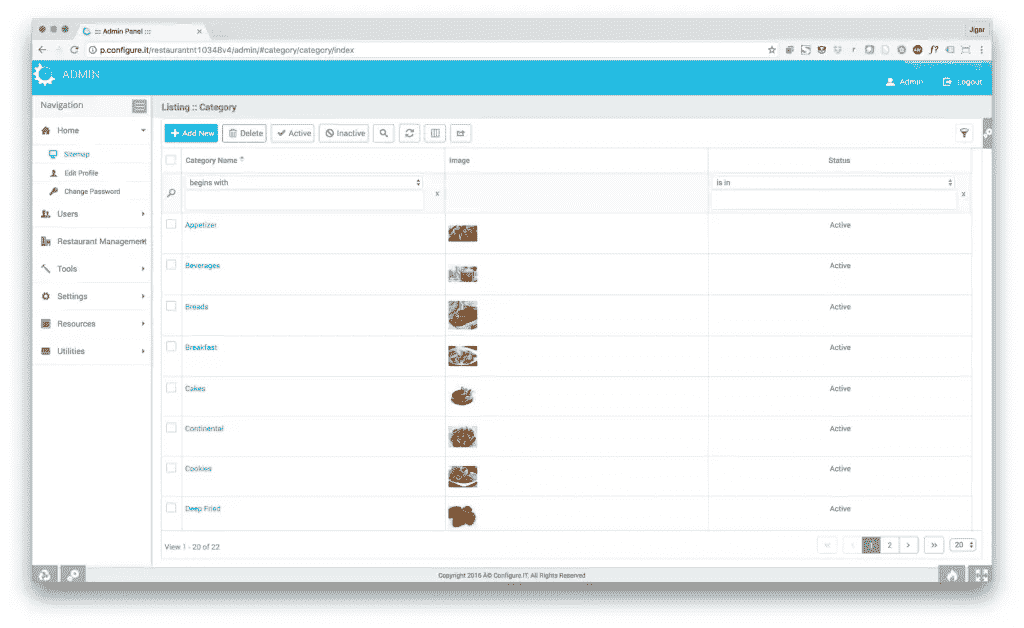 ::: Admin Panel :::
Jigar
p.configure.it/restaurantnt10348v4/admin/#category/category/index
ADMIN
Admin
Logout
Navigation
Listing :: Category
Home
Add New
Delete
Active
Inactive
Sitemap
Edit Profile
Change Password
Users
Restaurant Management
Tools
Settings
Resources
Utilities
Category Name
Image
Status
begins with
is in
x
x
Appetizer
Active
Beverages
Active
Breads
Active
Breakfast
Active
Cakes
Active
Continental
Active
Cookies
Active
Deep Fried
Active
View 1 - 20 of 22
2
20
Copyright 2016 Â© Configure.IT, All Rights Reserved